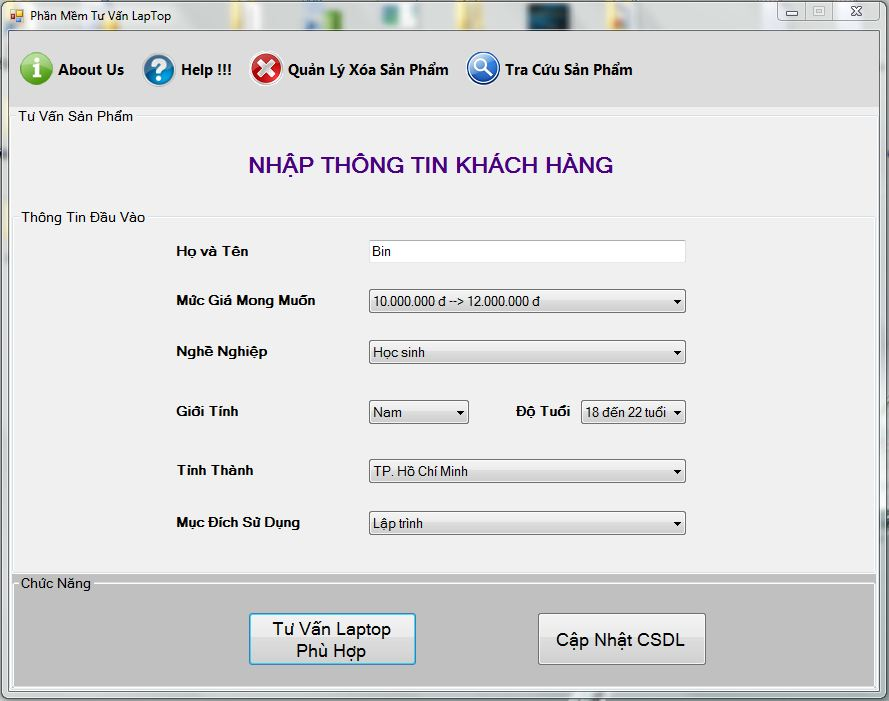 Phần Mềm Tư Vấn LapTop
About Us
Help !!!
Quản Lý Xóa Sản Phẩm
Tra Cứu Sản Phẩm
Tư Vấn Sản Phẩm
NHẬP THÔNG TIN KHÁCH HÀNG
Thông Tin Đầu Vào
Họ và Tên
Bin
Mức Giá Mong Muốn
10.000.000 đ --> 12.000.000 đ
Nghề Nghiệp
Học sinh
Giới Tính
Nam
Độ Tuổi
18 đến 22 tuổi
Tỉnh Thành
TP. Hồ Chí Minh
Mục Đích Sử Dụng
Lập trình
Chức Năng
Tư Vấn Laptop
Phù Hợp
Cập Nhật CSDL